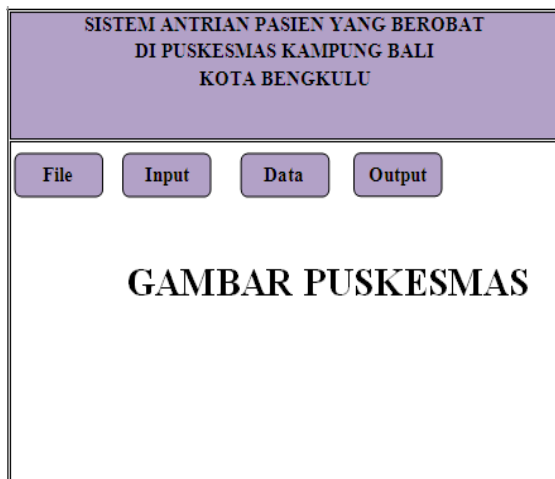 SISTEM ANTRIAN PASIEN YANG BEROBAT
DI PUSKESMAS KAMPUNG BALI
KOTA BENGKULU
File Input Data Output
GAMBAR PUSKESMAS